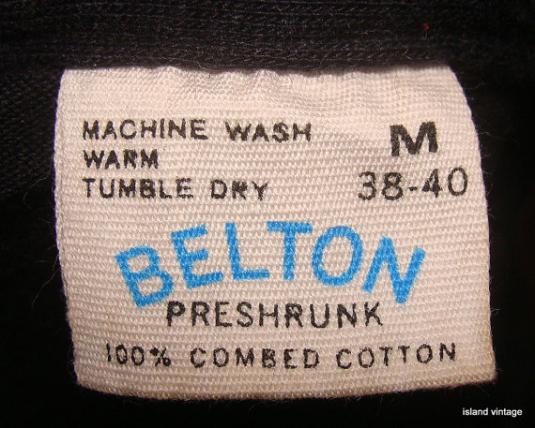 MACHINE WASH
WARM
TUMBLE DRY
M
38-40
BELTON
PRESHRUNK
100% COMBED COTTON
island vintage